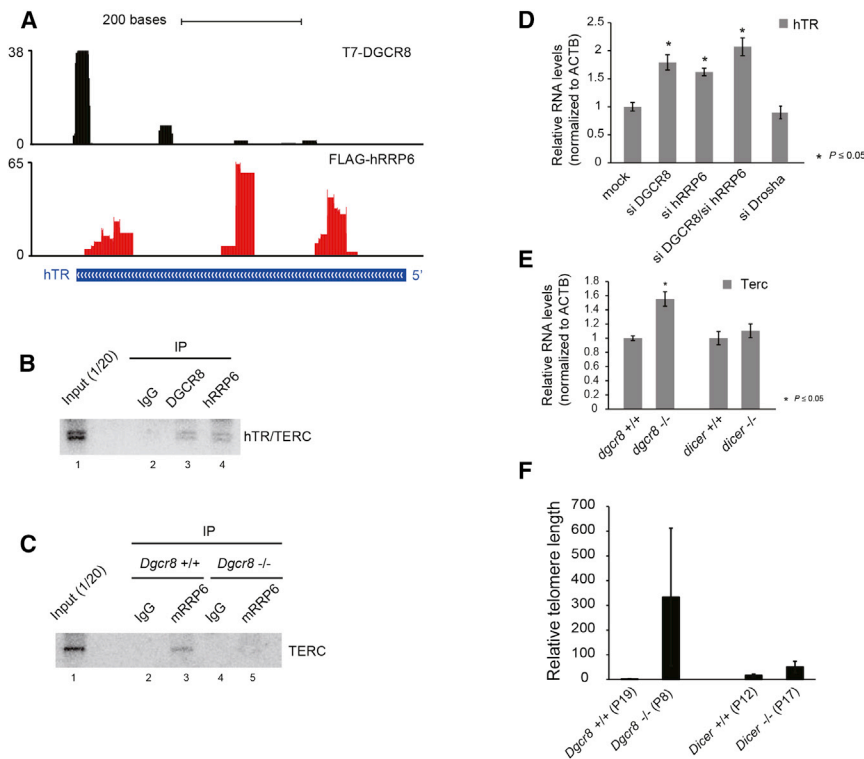 A
200 bases
T7-DGCR8
38
0
FLAG-hRRP6
65
0
hTR
5'
B
IP
Input (1/20)
IgG
DGCR8
hRRP6
hTR/TERC
1 2 3 4
C
IP
Dgcr8 +/+ Dgcr8 -/-
Input (1/20)
IgG
mRRP6
IgG
mRRP6
TERC
1 2 3 4 5
D
hTR
Relative RNA levels
(normalized to ACTB)
2.5
2
1.5
1
0.5
0
* * *
* P ≤ 0.05
mock
si DGCR8
si hRRP6
si DGCR8/si hRRP6
si Drosha
E
Terc
Relative RNA levels
(normalized to ACTB)
1.8
1.6
1.4
1.2
1
0.8
0.6
0.4
0.2
0
*
* P ≤ 0.05
dgcr8 +/+
dgcr8 -/-
dicer +/+
dicer -/-
F
Relative telomere length
700
600
500
400
300
200
100
0
Dgcr8 +/+ (P19)
Dgcr8 -/- (P8)
Dicer +/+ (P12)
Dicer -/- (P17)